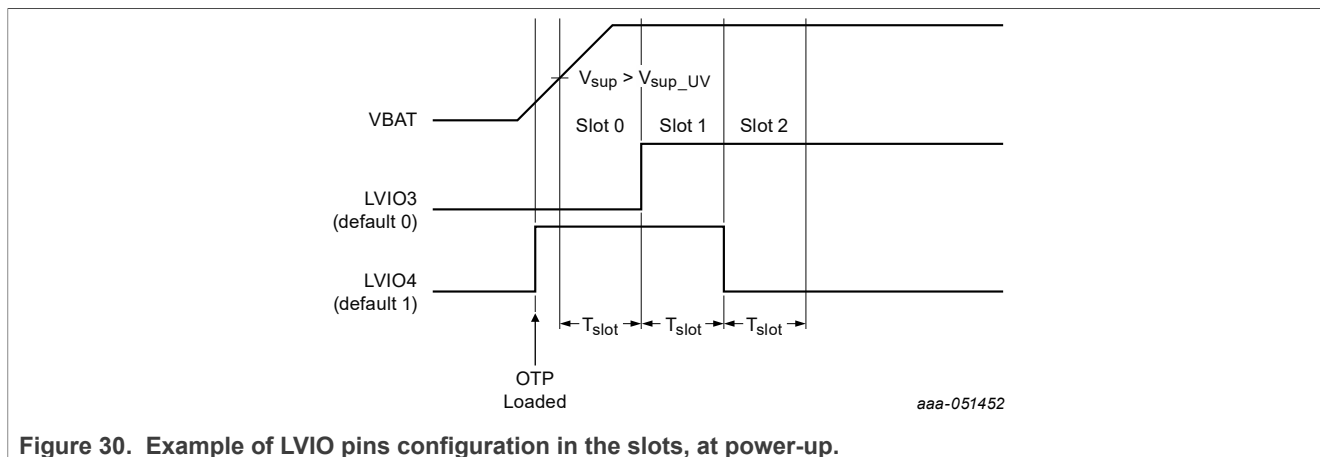 Vsup > Vsup_UV
VBAT
Slot 0 Slot 1 Slot 2
LVIO3
(default 0)
LVIO4
(default 1)
Tslot Tslot Tslot
OTP
Loaded
aaa-051452
Figure 30. Example of LVIO pins configuration in the slots, at power-up.